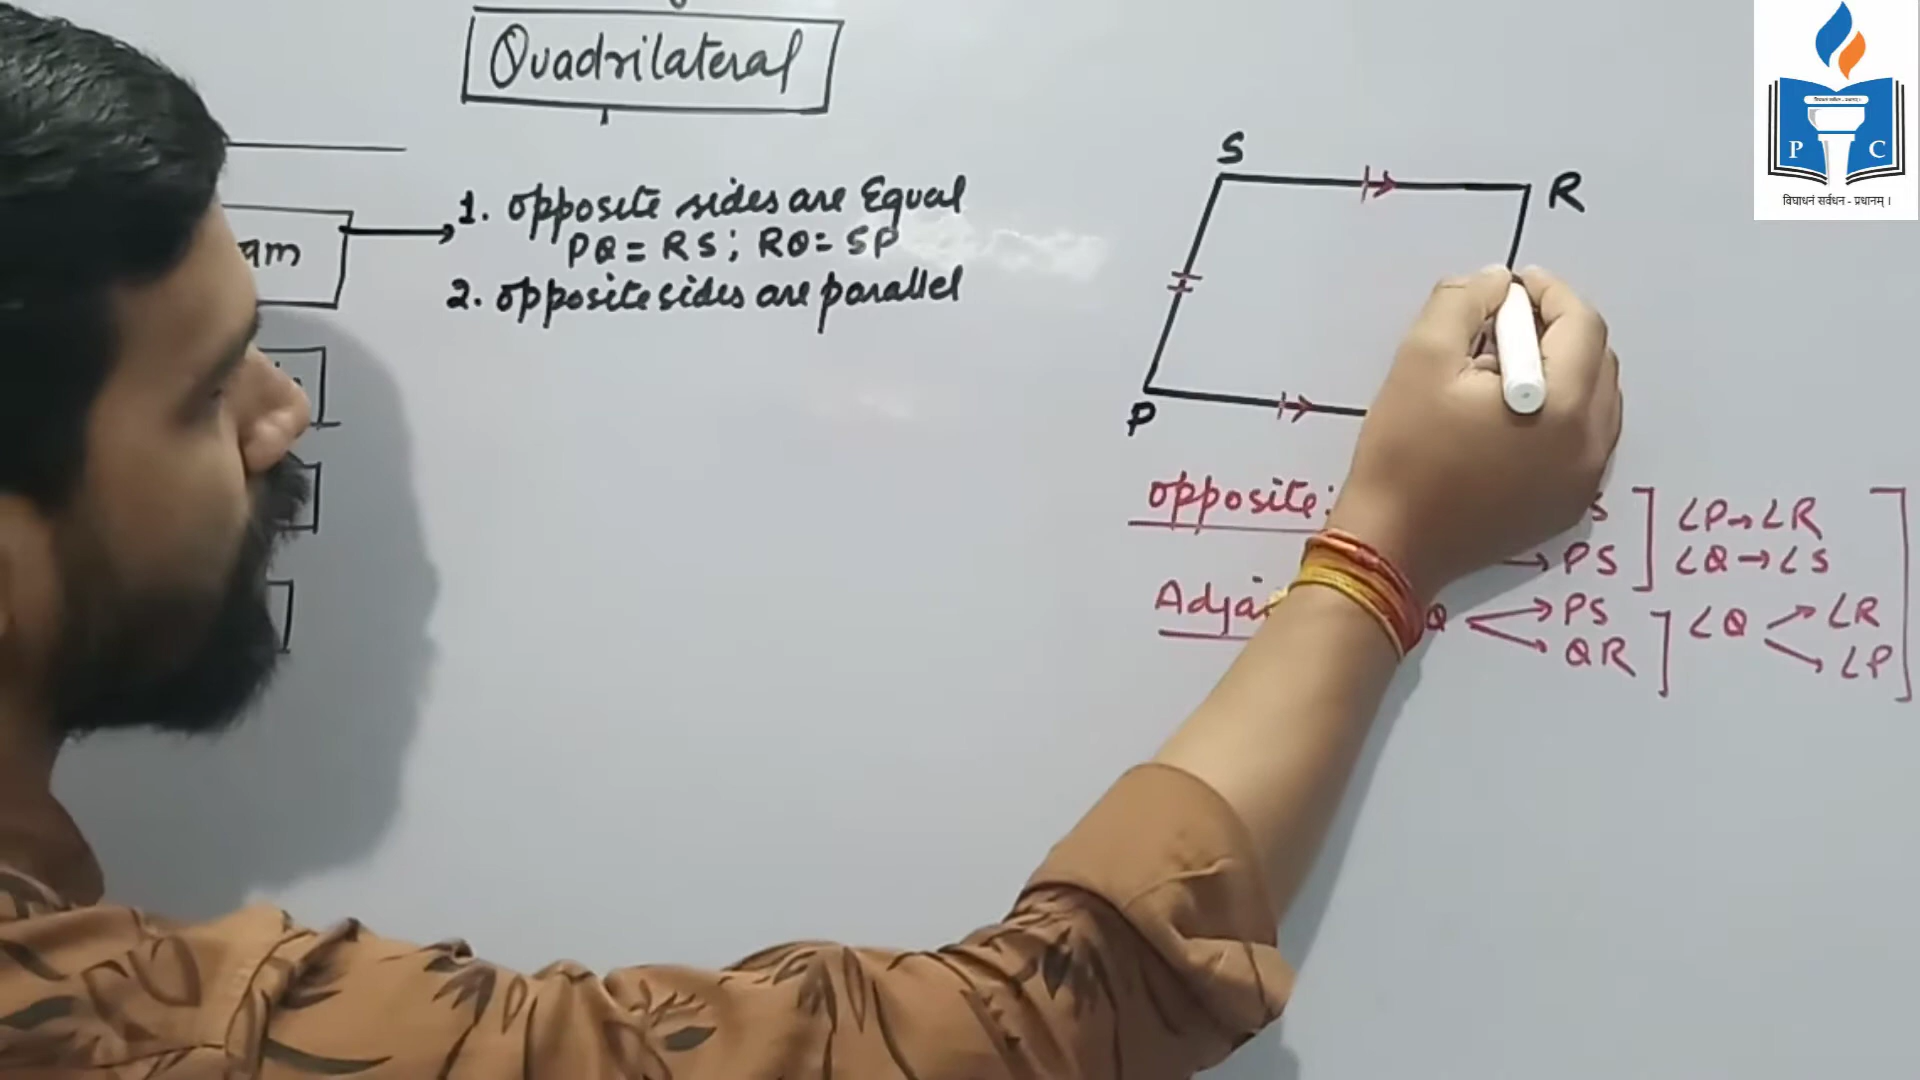 Quadrilateral
1. opposite sides are Equal
PQ = RS ; RQ = SP
2. opposite sides are parallel
am
S
R
P
opposite:
S
∠P → ∠R
→ PS
∠Q → ∠S
Adja
Q
PS
QR
∠Q
∠R
∠P
P C
विद्याधनं सर्वधन - प्रधानम् ।